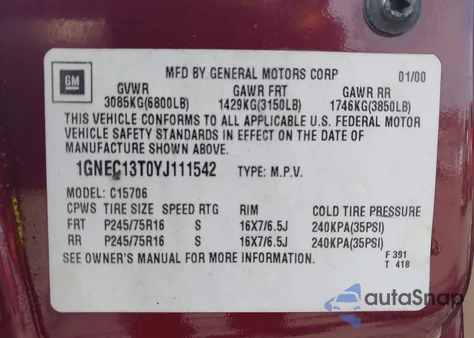 GM
MFD BY GENERAL MOTORS CORP 01/00
GVWR GAWR FRT GAWR RR
3085KG(6800LB) 1429KG(3150LB) 1746KG(3850LB)
THIS VEHICLE CONFORMS TO ALL APPLICABLE U.S. FEDERAL MOTOR
VEHICLE SAFETY STANDARDS IN EFFECT ON THE DATE OF
MANUFACTURE SHOWN ABOVE.
1GNEC13T0YJ111542 TYPE: M.P.V.
MODEL: C15706
CPWS TIRE SIZE SPEED RTG RIM COLD TIRE PRESSURE
FRT P245/75R16 S 16X7/6.5J 240KPA(35PSI)
RR P245/75R16 S 16X7/6.5J 240KPA(35PSI)
SEE OWNER'S MANUAL FOR MORE INFORMATION. F 391
T 418
autoSnap